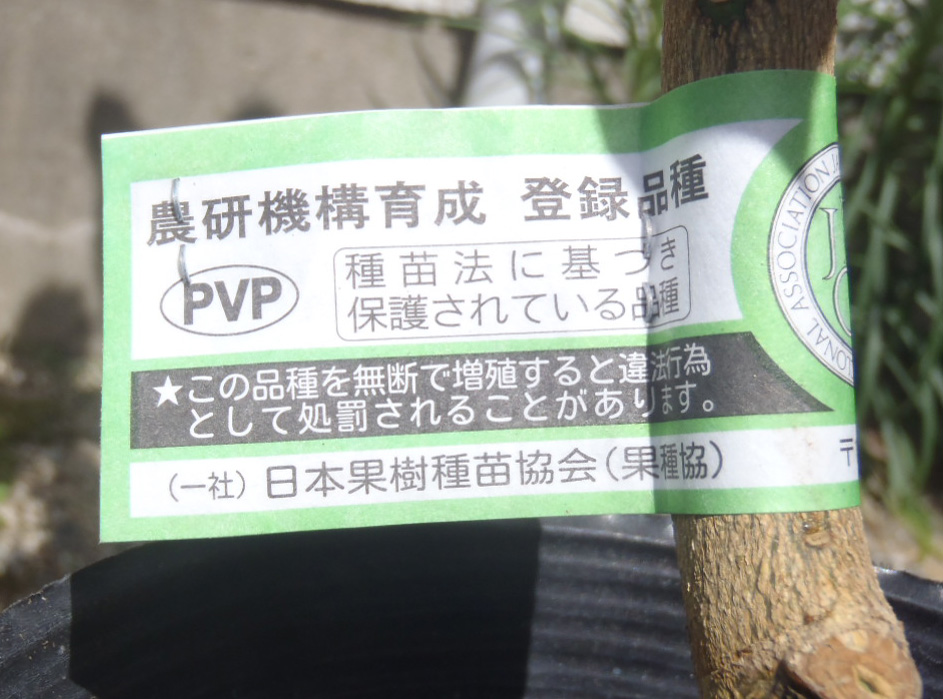 農研機構育成 登録品種
PVP
種苗法に基づき
保護されている品種
★この品種を無断で増殖すると違法行為
として処罰されることがあります。
(一社)日本果樹種苗協会(果種協)
〒
ONAL ASSOCIATION
J